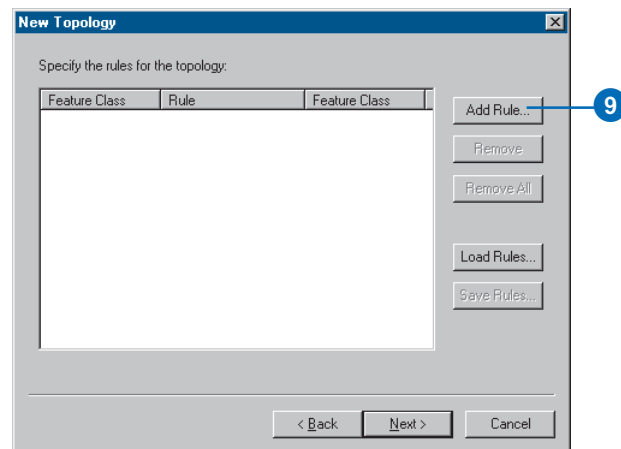 New Topology
Specify the rules for the topology:
Feature Class Rule Feature Class
Add Rule...
9
Remove
Remove All
Load Rules...
Save Rules...
< Back Next > Cancel